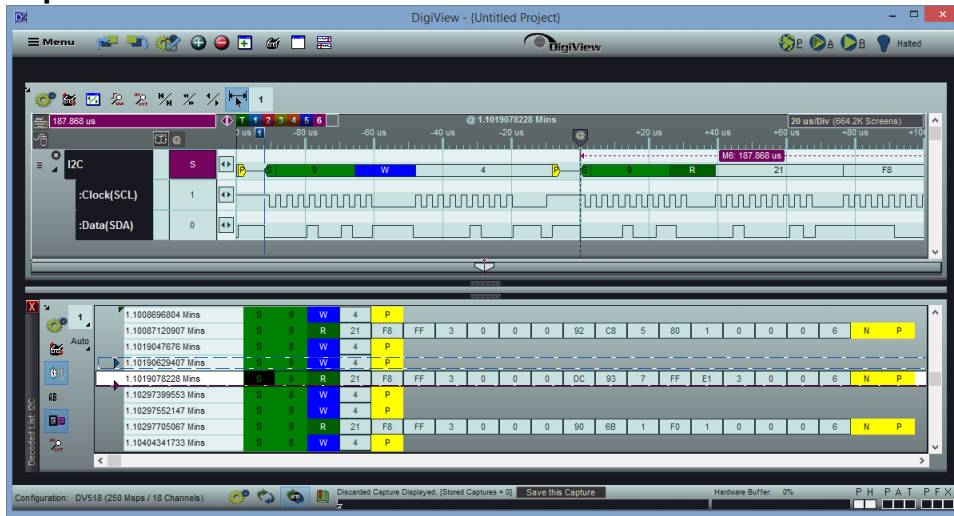 DigiView - {Untitled Project}
Menu DigiView P A R Halted
1
187.868 us T 1 2 3 4 5 6 @ 1.1019078228 Mins 20 us/Div (664.2K Screens)
@ 1 -80 us -60 us -40 us -20 us @ +20 us +40 us +60 us +80 us
M6: 187.868 us
I2C S P S 9 W 4 P S 9 R 21 F8
:Clock(SCL) 1
:Data(SDA) 0
X 1 1.1008696804 Mins S 9 W 4 P
1.10087120907 Mins S 9 R 21 F8 FF 3 0 0 0 92 C8 5 80 1 0 0 0 6 N P
Auto 1.1019047676 Mins S 8 W 4 P
1.10190629407 Mins S 9 W 4 P
1.1019078228 Mins S 9 R 21 F8 FF 3 0 0 0 DC 93 7 FF E1 3 0 0 6 N P
AB 1.10297399553 Mins S 8 W 4 P
1.10297552147 Mins S 9 W 4 P
1.10297705067 Mins S 9 R 21 F8 FF 3 0 0 0 90 6B 1 F0 1 0 0 0 6 N P
1.10404341733 Mins S 8 W 4 P
Decoded List: I2C
Configuration: DV518 (250 Msps / 18 Channels) Discarded Capture Displayed, [Stored Captures = 0] Save this Capture Hardware Buffer: 0% P H P A T P F X